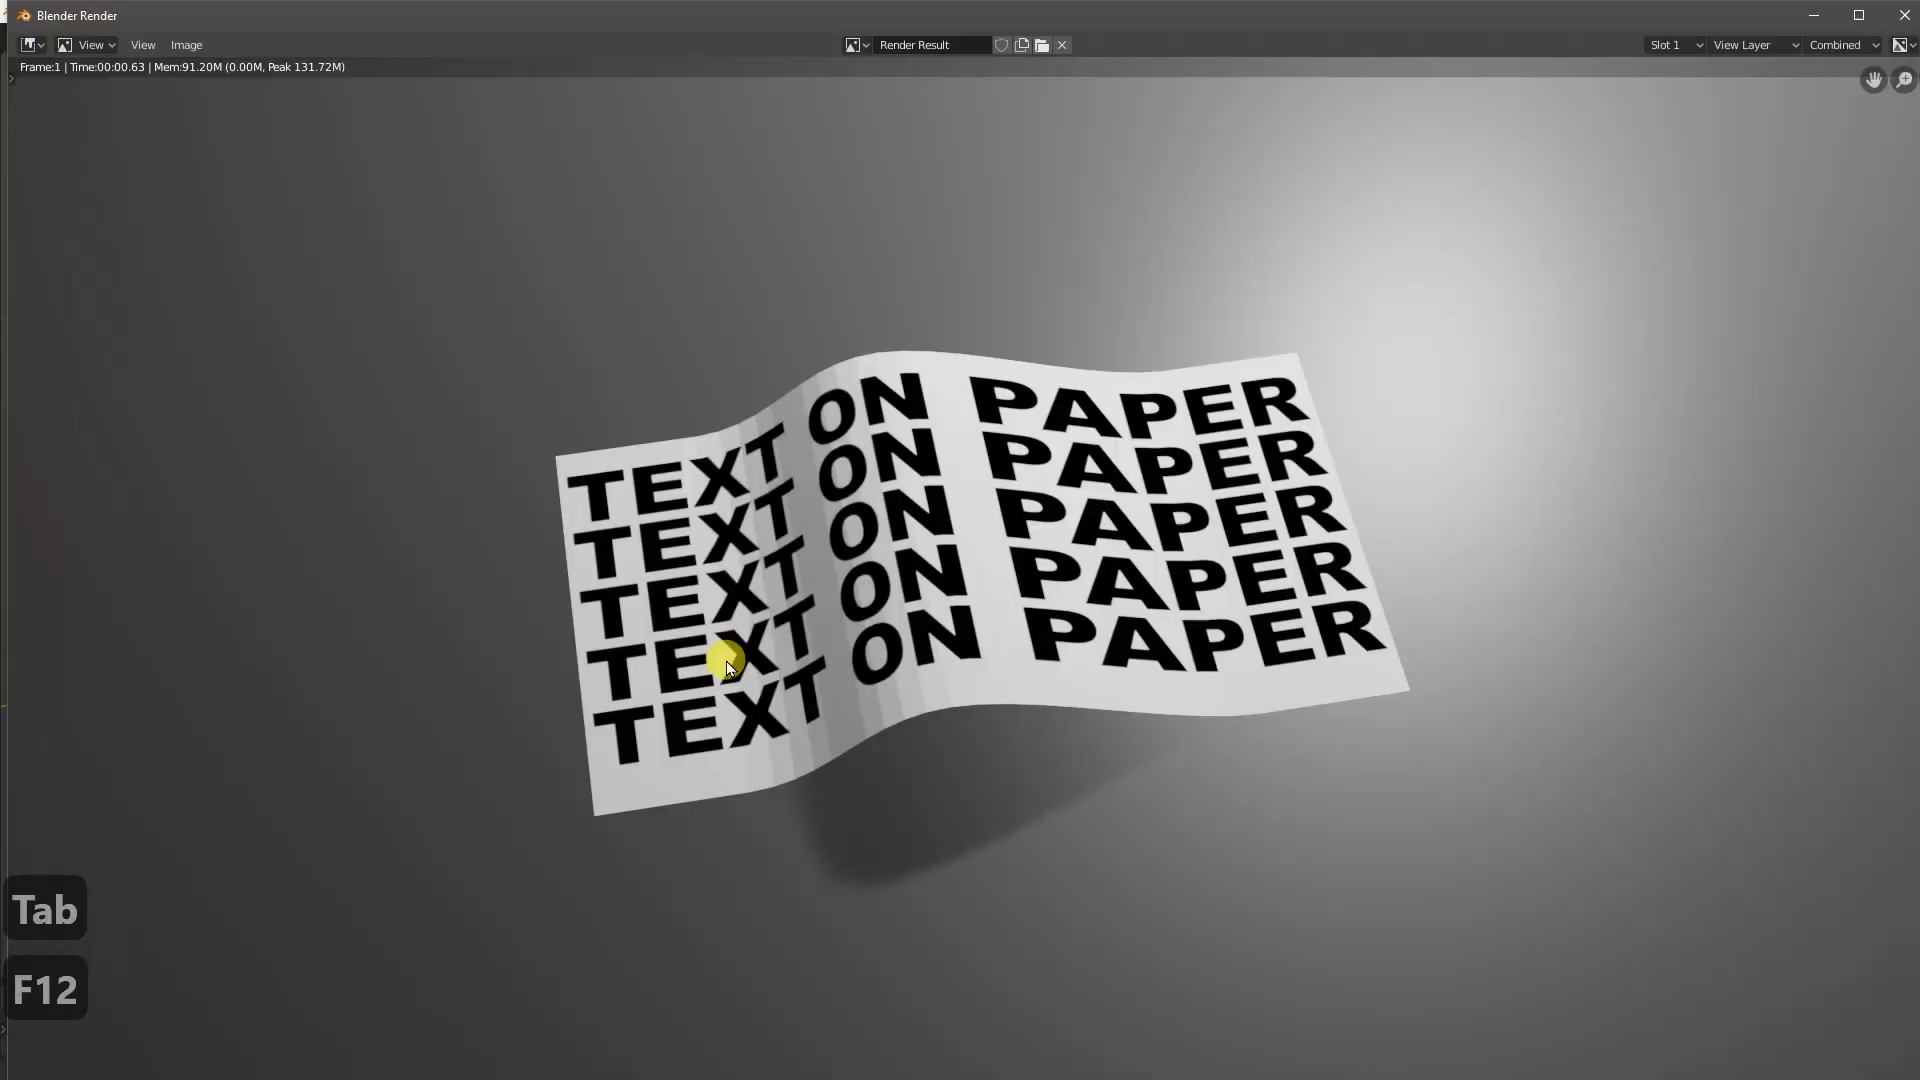 Blender Render
View View Image Render Result Slot 1 View Layer Combined
Frame:1 | Time:00:00.63 | Mem:91.20M (0.00M, Peak 131.72M)
TEXT ON PAPER
TEXT ON PAPER
TEXT ON PAPER
TEXT ON PAPER
TEXT ON PAPER
Tab
F12